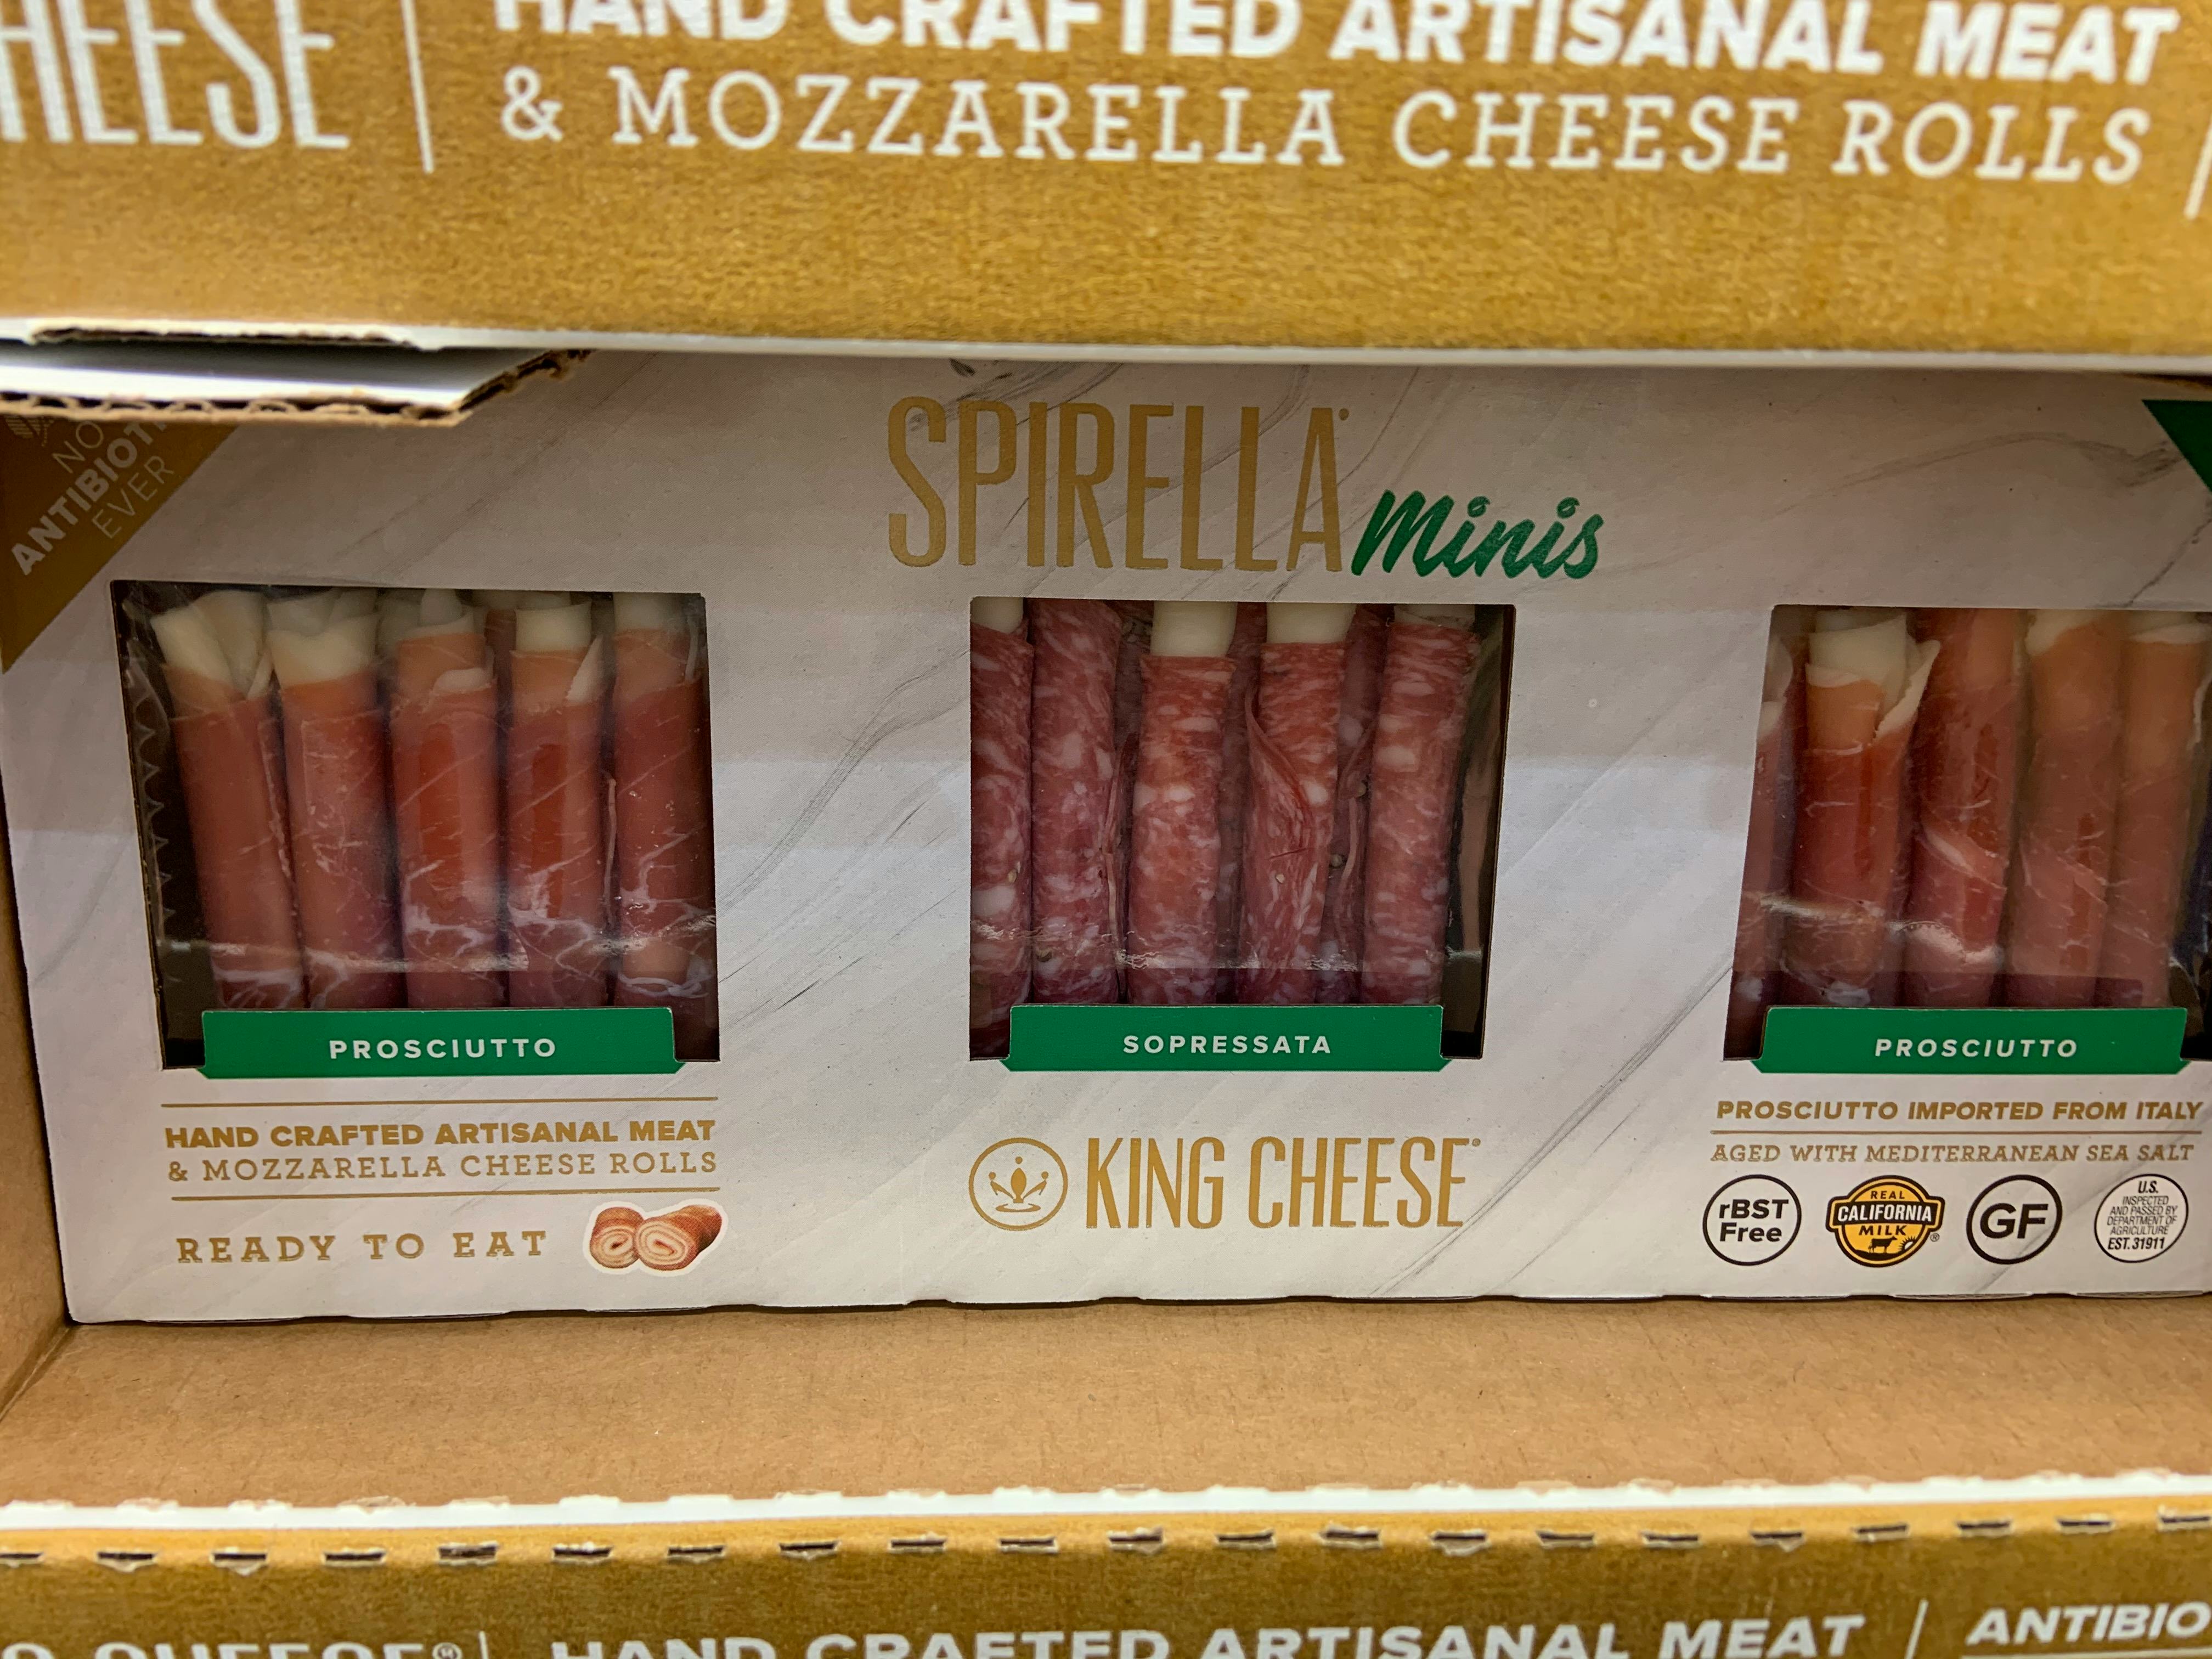 HEESE
HAND CRAFTED ARTISANAL MEAT
& MOZZARELLA CHEESE ROLLS
NO
ANTIBIOTI
EVER
SPIRELLA® Minis
PROSCIUTTO
SOPRESSATA
PROSCIUTTO
HAND CRAFTED ARTISANAL MEAT
& MOZZARELLA CHEESE ROLLS
READY TO EAT
KING CHEESE®
PROSCIUTTO IMPORTED FROM ITALY
AGED WITH MEDITERRANEAN SEA SALT
rBST
Free
REAL
CALIFORNIA
MILK ®
GF
U.S.
INSPECTED
AND PASSED BY
DEPARTMENT OF
AGRICULTURE
EST. 31911
CHEESE®
HAND CRAFTED ARTISANAL MEAT
ANTIBIO